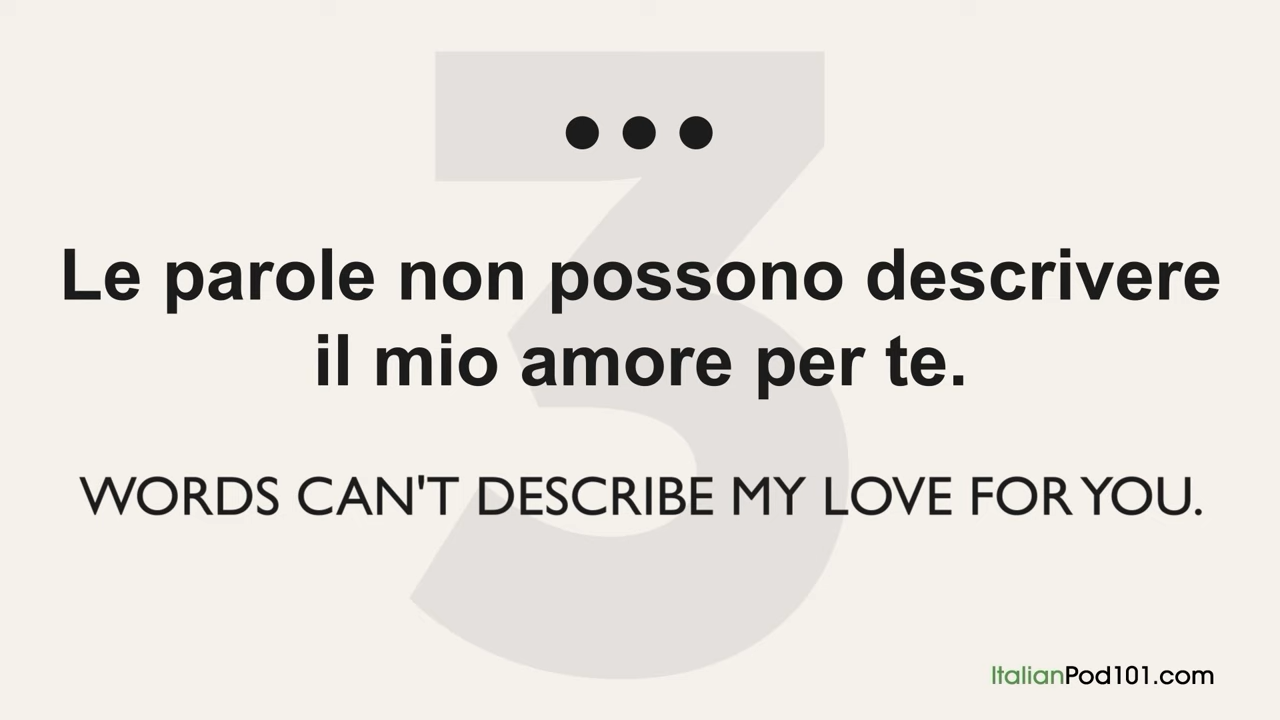 3
•••
Le parole non possono descrivere
il mio amore per te.
WORDS CAN'T DESCRIBE MY LOVE FOR YOU.
ItalianPod101.com